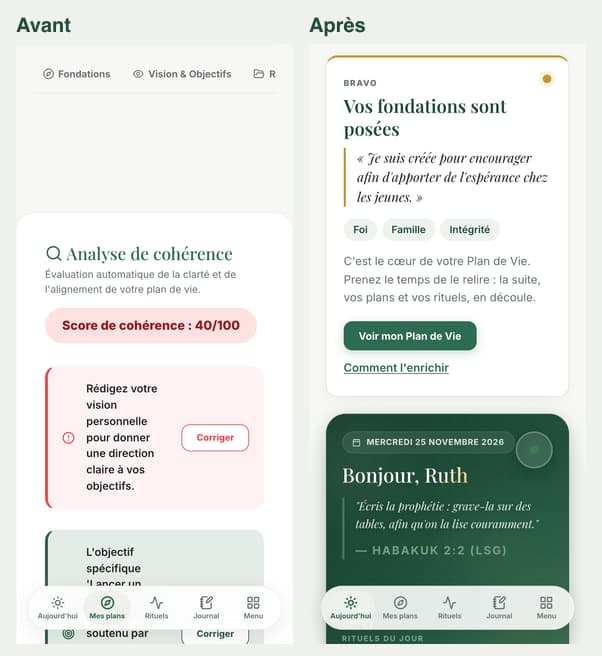 Avant
Fondations
Vision & Objectifs
R
Analyse de cohérence
Évaluation automatique de la clarté et de
l'alignement de votre plan de vie.
Score de cohérence : 40/100
Rédigez votre
vision
personnelle
pour donner
une direction
claire à vos
objectifs.
Corriger
L'objectif
spécifique
'Lancer un
soutenu par
Corriger
Aujourd'hui
Mes plans
Rituels
Journal
Menu
Après
BRAVO
Vos fondations sont
posées
« Je suis créée pour encourager
afin d'apporter de l'espérance chez
les jeunes. »
Foi
Famille
Intégrité
C'est le cœur de votre Plan de Vie.
Prenez le temps de le relire : la suite,
vos plans et vos rituels, en découle.
Voir mon Plan de Vie
Comment l'enrichir
MERCREDI 25 NOVEMBRE 2026
Bonjour, Ruth
"Écris la prophétie : grave-la sur des
tables, afin qu'on la lise couramment."
— HABAKUK 2:2 (LSG)
Aujourd'hui
Mes plans
Rituels
Journal
Menu
RITUELS DU JOUR